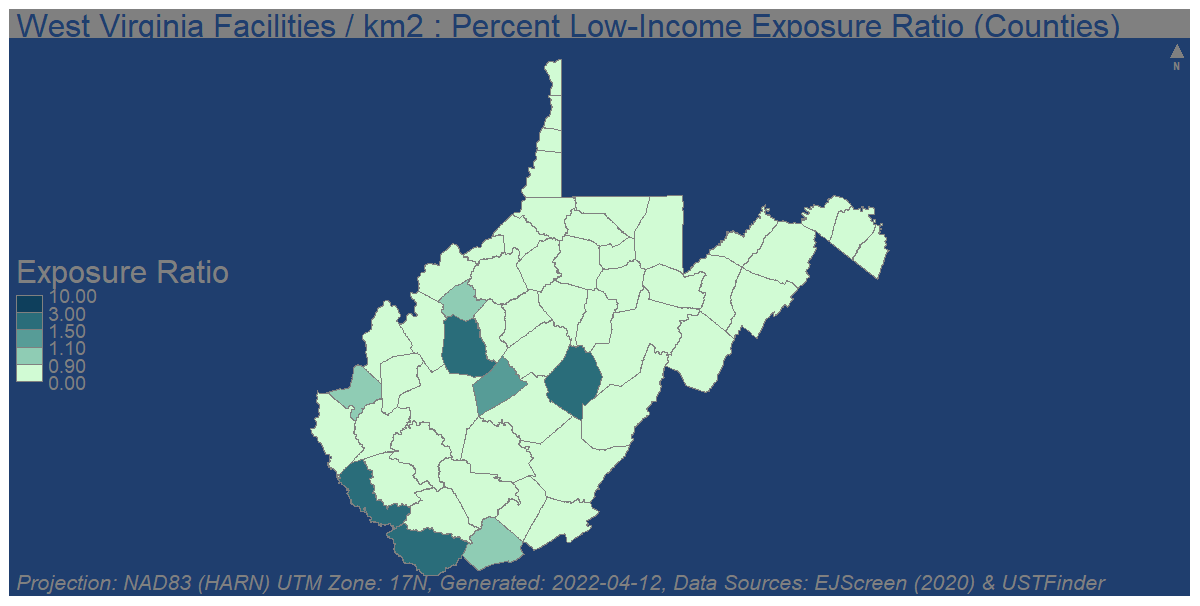 West Virginia Facilities / km2 : Percent Low-Income Exposure Ratio (Counties)
N
Exposure Ratio
10.00
3.00
1.50
1.10
0.90
0.00
Projection: NAD83 (HARN) UTM Zone: 17N, Generated: 2022-04-12, Data Sources: EJScreen (2020) & USTFinder